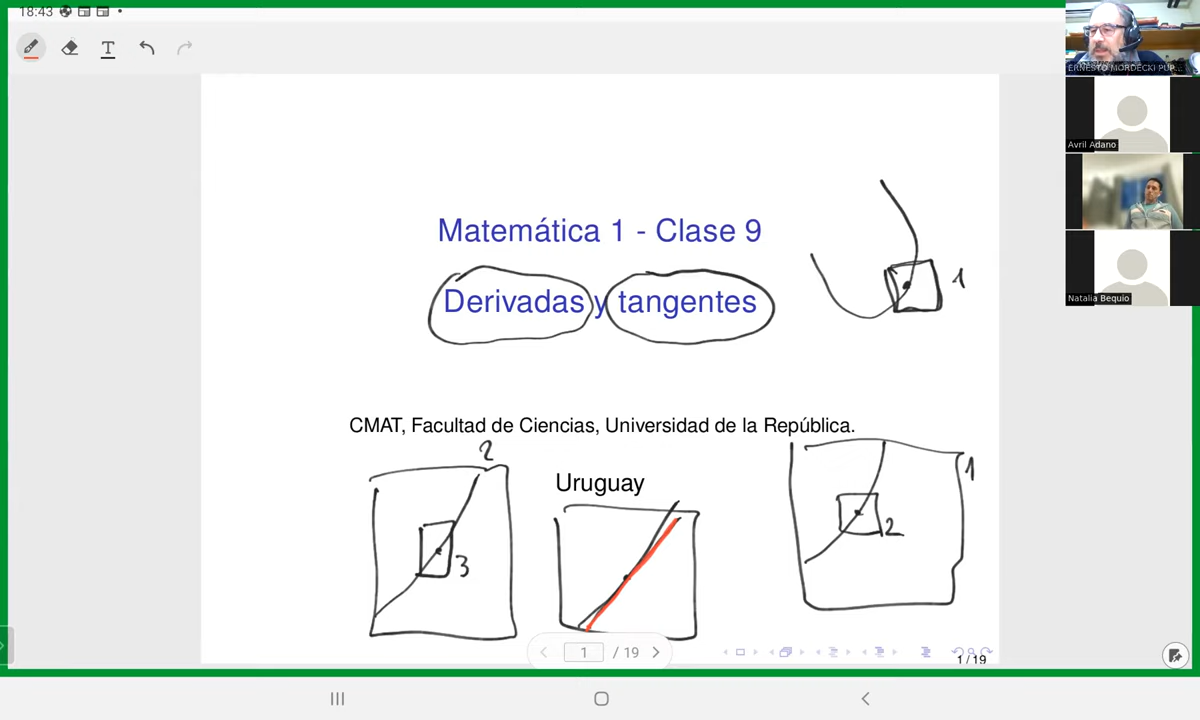 18:43
T
Matemática 1 - Clase 9
Derivadas y tangentes
1
CMAT, Facultad de Ciencias, Universidad de la República.
Uruguay
2
3
1
2
1 / 19
1 / 19
ERNESTO MORDECKI PUP...
Avril Adano
Natalia Bequio